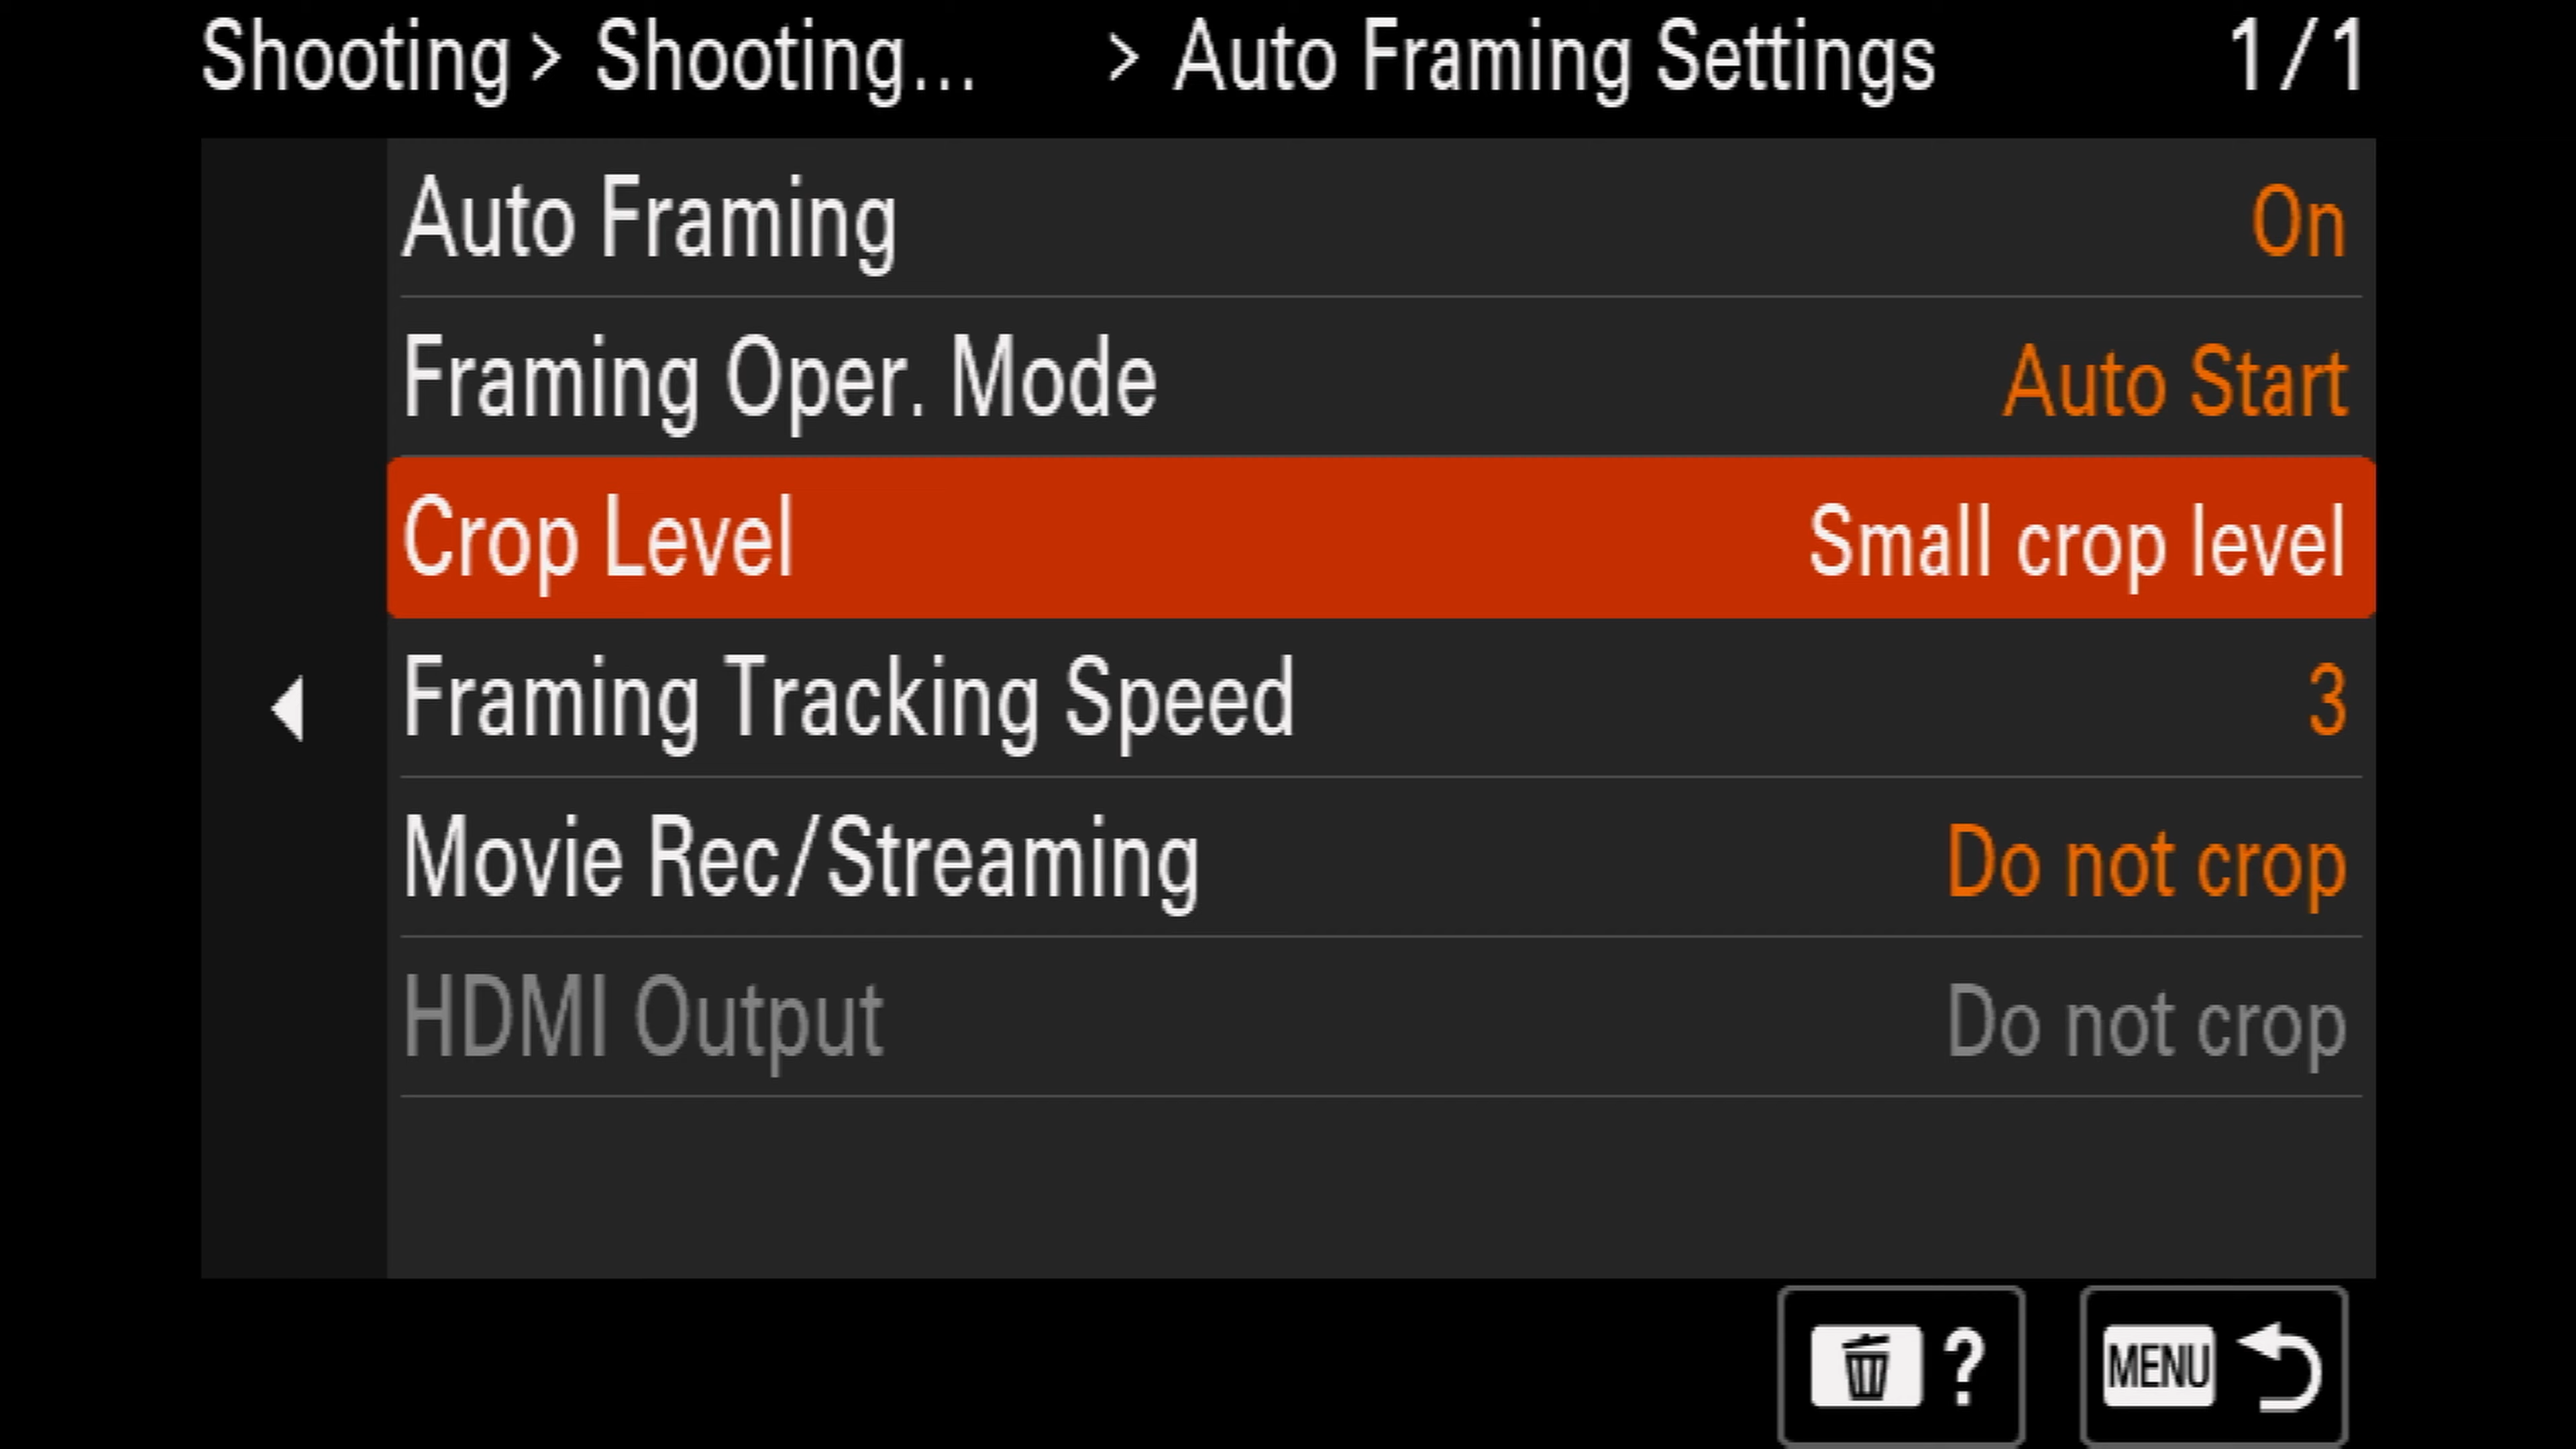 Shooting > Shooting... > Auto Framing Settings 1/1
Auto Framing On
Framing Oper. Mode Auto Start
Crop Level Small crop level
Framing Tracking Speed 3
Movie Rec/Streaming Do not crop
HDMI Output Do not crop
? MENU